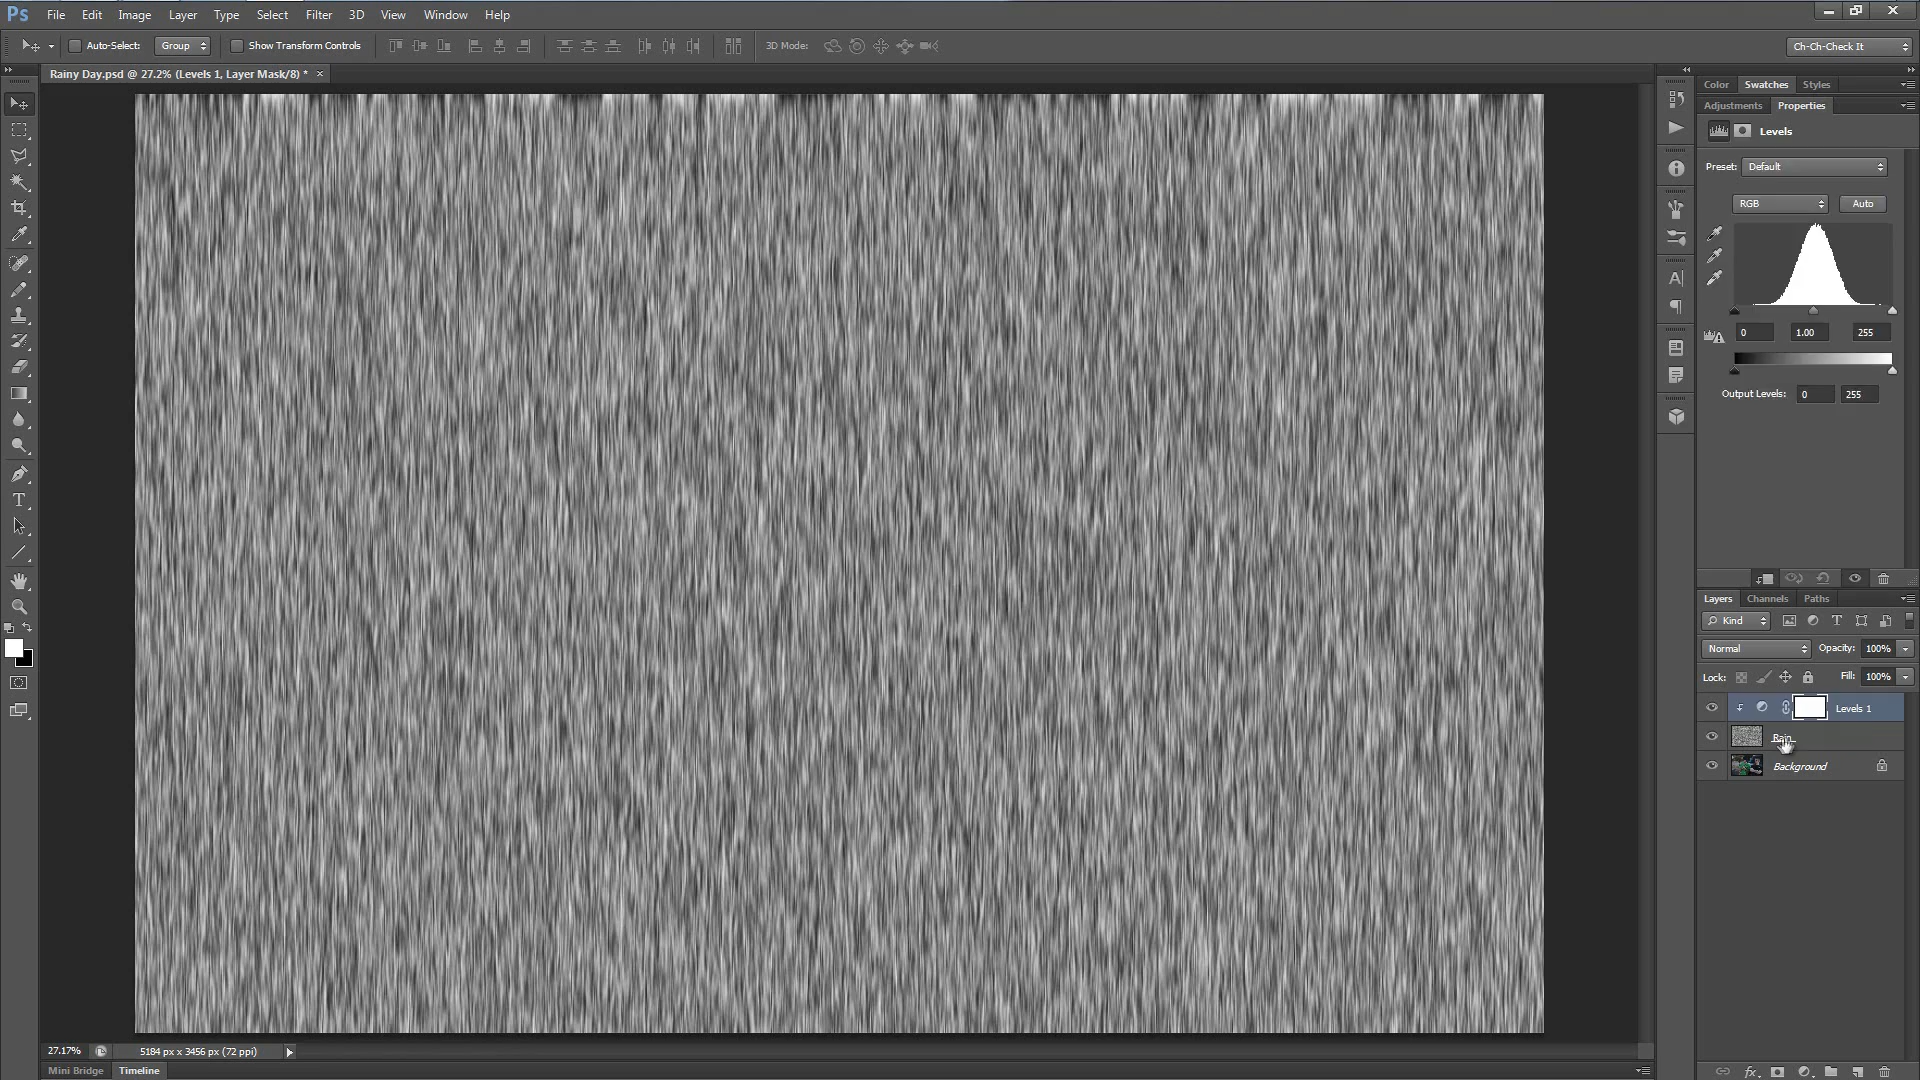 Ps File Edit Image Layer Type Select Filter 3D View Window Help
Auto-Select: Group Show Transform Controls 3D Mode: Ch-Ch-Check It
Rainy Day.psd @ 27.2% (Levels 1, Layer Mask/8) * ×
Color Swatches Styles
Adjustments Properties
Levels
Preset: Default
RGB Auto
0 1.00 255
Output Levels: 0 255
Layers Channels Paths
Kind
Normal Opacity: 100%
Lock: Fill: 100%
Levels 1
Rain
Background
27.17% 5184 px x 3456 px (72 ppi)
Mini Bridge Timeline